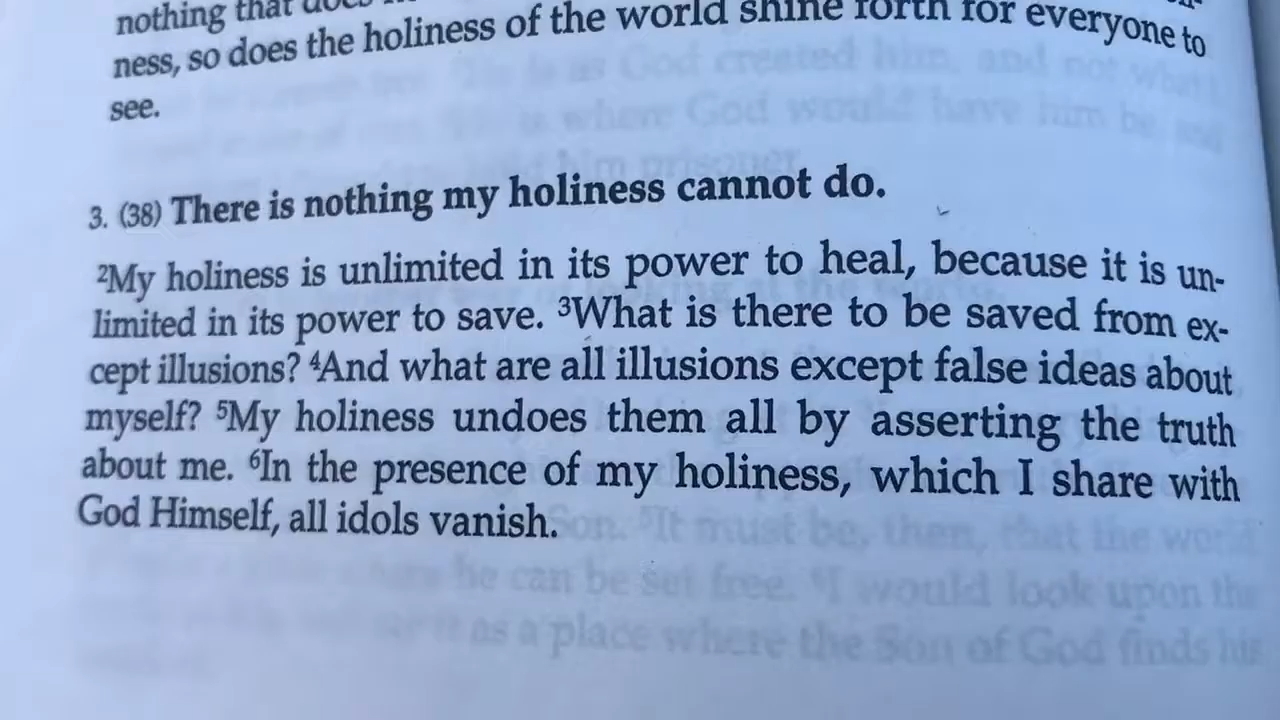 nothing that
ness, so does the holiness of the world shine forth for everyone to
see.
3. (38) There is nothing my holiness cannot do.
²My holiness is unlimited in its power to heal, because it is un-
limited in its power to save. ³What is there to be saved from ex-
cept illusions? ⁴And what are all illusions except false ideas about
myself? ⁵My holiness undoes them all by asserting the truth
about me. ⁶In the presence of my holiness, which I share with
God Himself, all idols vanish.